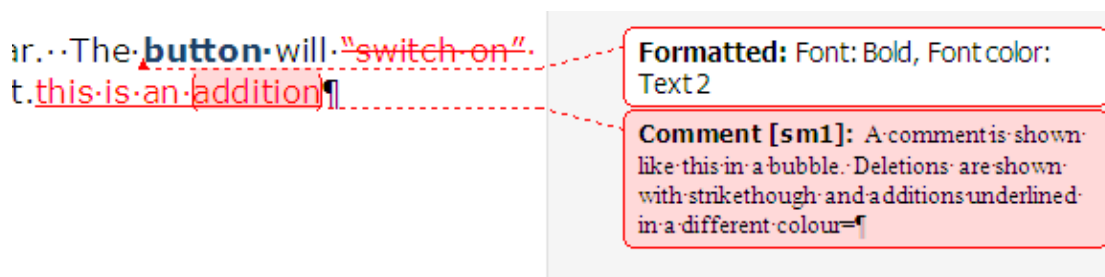 ar. The button will “switch on”
t.this is an addition¶
Formatted: Font: Bold, Font color:
Text 2
Comment [sm1]: A comment is shown
like this in a bubble. Deletions are shown
with strikethough and additions underlined
in a different colour=¶